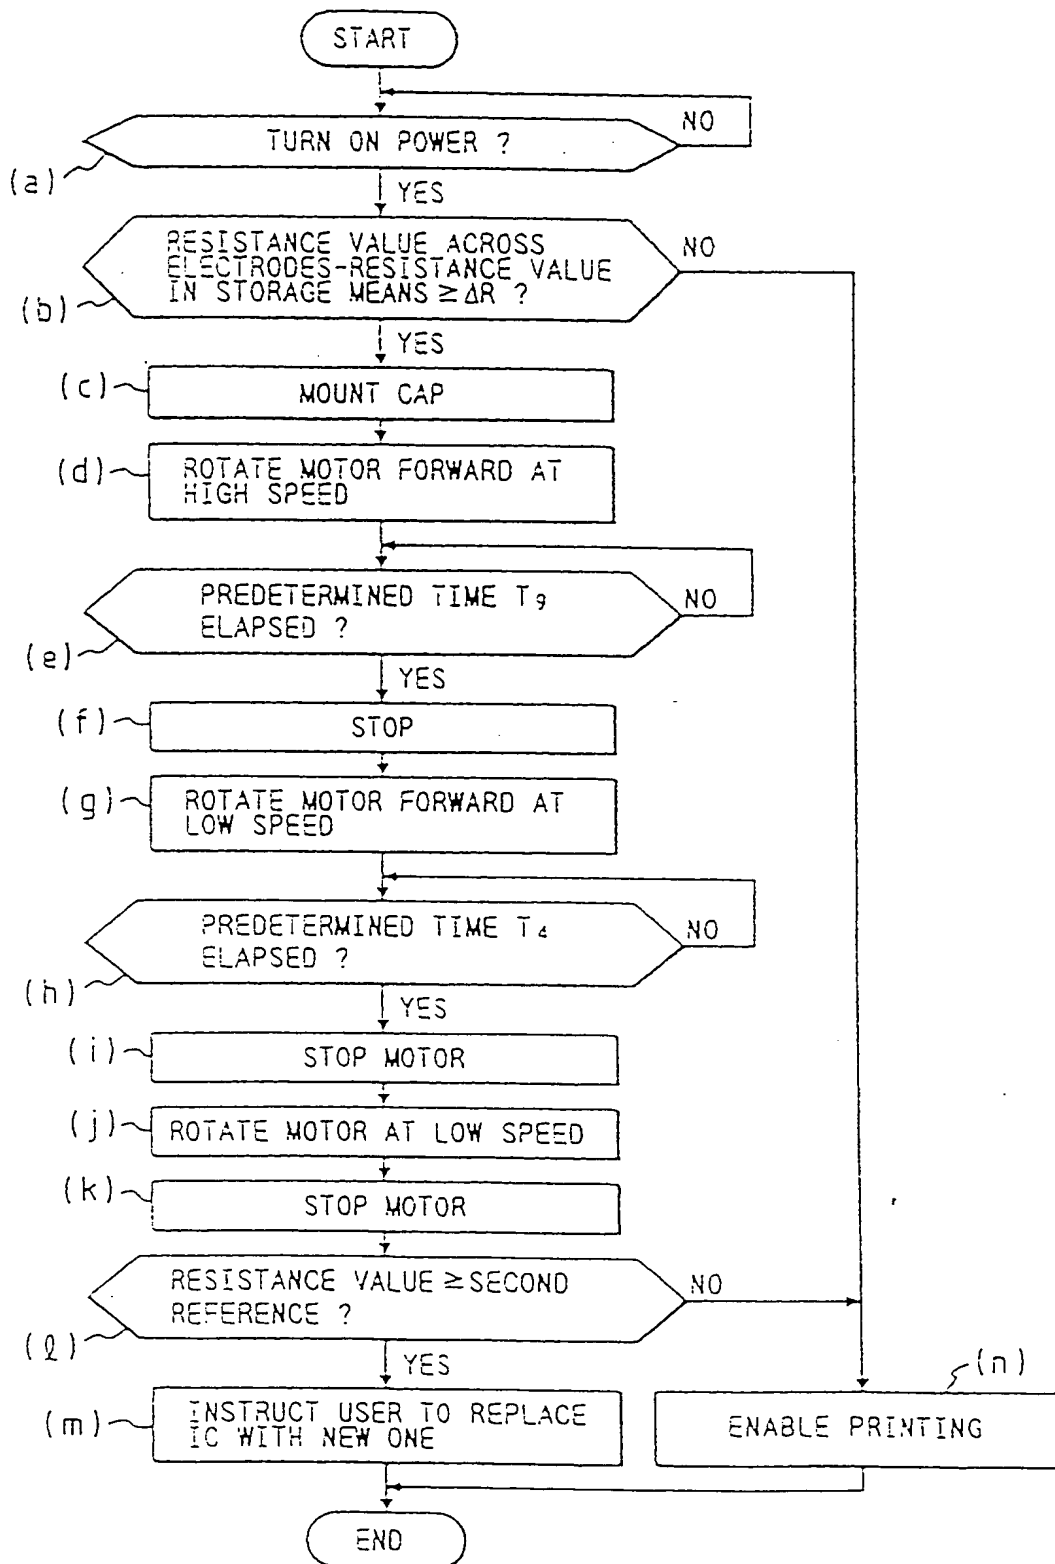 START
TURN ON POWER ?
NO
(a)
YES
RESISTANCE VALUE ACROSS
ELECTRODES-RESISTANCE VALUE
IN STORAGE MEANS ≥ ΔR ?
NO
(b)
YES
(c)
MOUNT CAP
(d)
ROTATE MOTOR FORWARD AT
HIGH SPEED
PREDETERMINED TIME T9
ELAPSED ?
NO
(e)
YES
(f)
STOP
(g)
ROTATE MOTOR FORWARD AT
LOW SPEED
PREDETERMINED TIME T4
ELAPSED ?
NO
(h)
YES
(i)
STOP MOTOR
(j)
ROTATE MOTOR AT LOW SPEED
(k)
STOP MOTOR
RESISTANCE VALUE ≥ SECOND
REFERENCE ?
NO
(ℓ)
YES
(n)
(m)
INSTRUCT USER TO REPLACE
IC WITH NEW ONE
ENABLE PRINTING
END